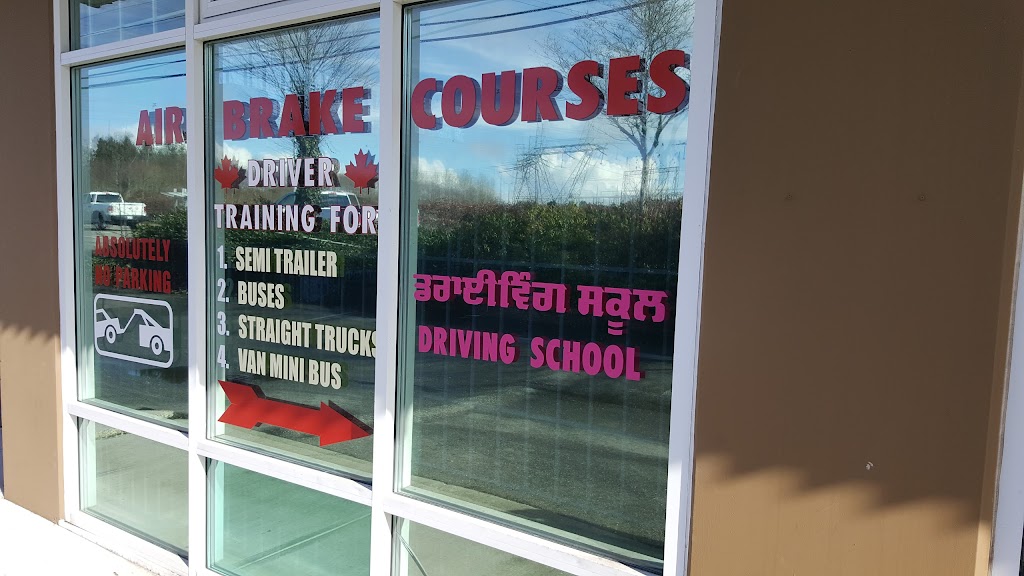 AIR BRAKE COURSES
DRIVER
TRAINING FOR
1. SEMI TRAILER
2. BUSES
3. STRAIGHT TRUCKS
4. VAN MINI BUS
ABSOLUTELY
NO PARKING
ਡਰਾਈਵਿੰਗ ਸਕੂਲ
DRIVING SCHOOL